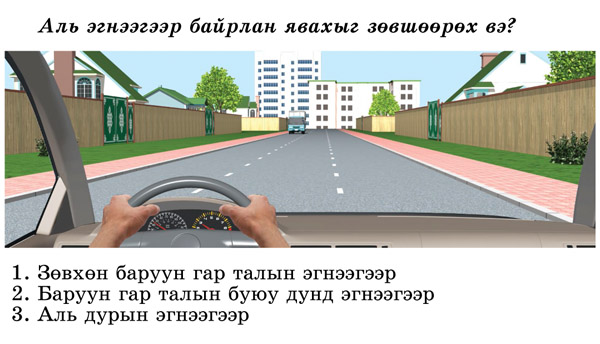 Аль эгнээгээр байрлан явахыг зөвшөөрөх вэ?
1. Зөвхөн баруун гар талын эгнээгээр
2. Баруун гар талын буюу дунд эгнээгээр
3. Аль дурын эгнээгээр